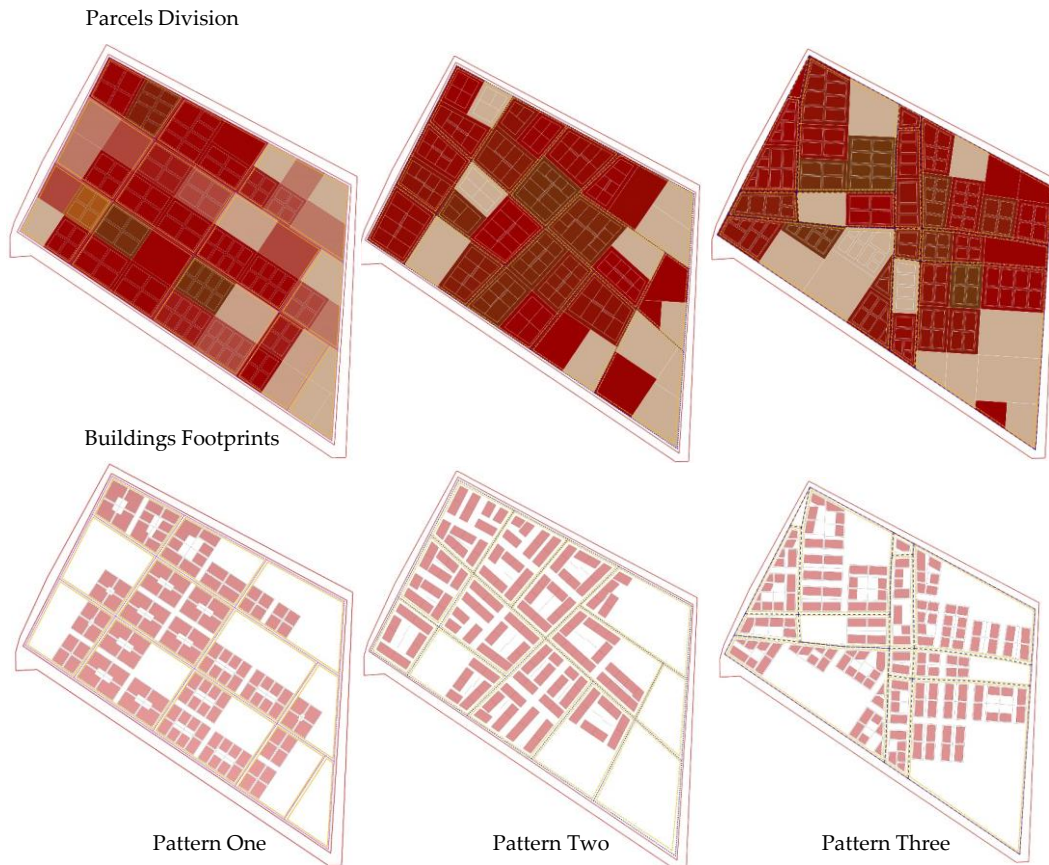 Parcels Division
Buildings Footprints
Pattern One
Pattern Two
Pattern Three